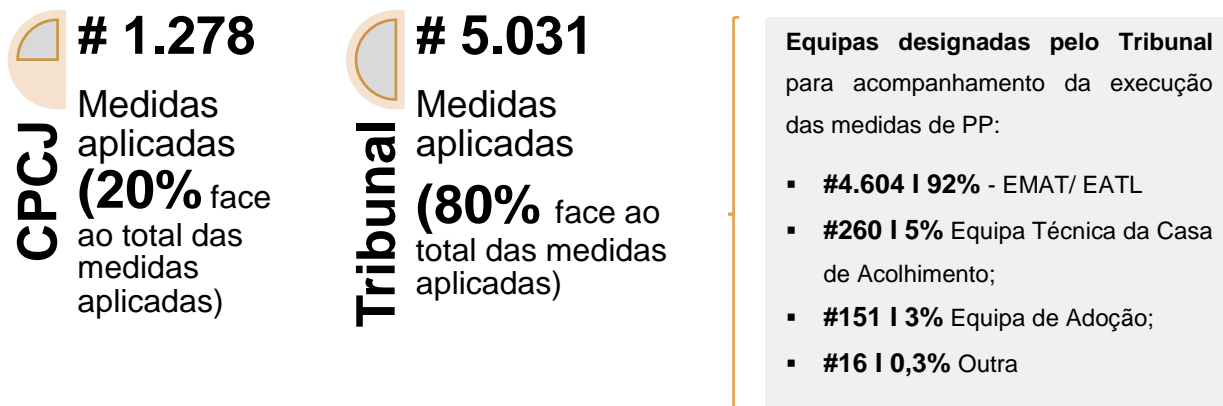 CPCJ
# 1.278
Medidas
aplicadas
(20% face
ao total das
medidas
aplicadas)
Tribunal
# 5.031
Medidas
aplicadas
(80% face ao
total das medidas
aplicadas)
Equipas designadas pelo Tribunal
para acompanhamento da execução
das medidas de PP:
▪ #4.604 I 92% - EMAT/ EATL
▪ #260 I 5% Equipa Técnica da Casa
de Acolhimento;
▪ #151 I 3% Equipa de Adoção;
▪ #16 I 0,3% Outra